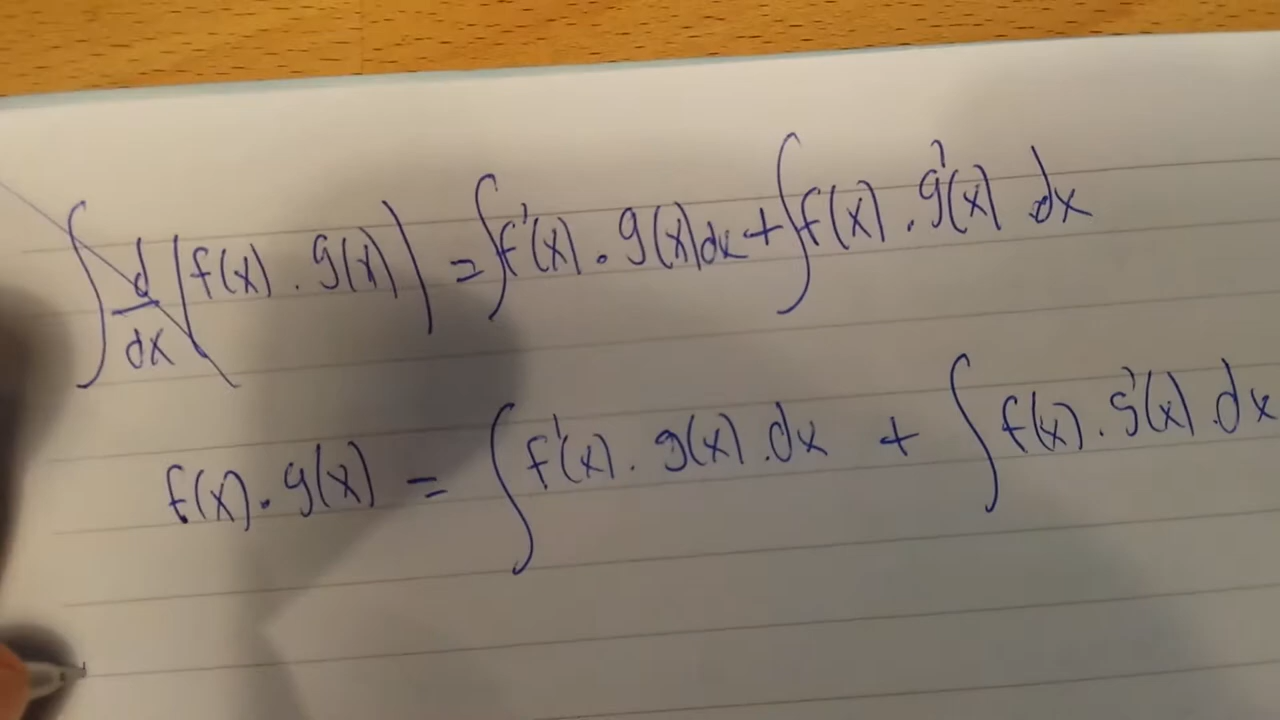 ∫ d/dx (f(x) · g(x)) = ∫f'(x) · g(x)dx + ∫f(x) · g'(x) dx
f(x) · g(x) = ∫ f'(x) · g(x) · dx + ∫ f(x) · g'(x) · dx